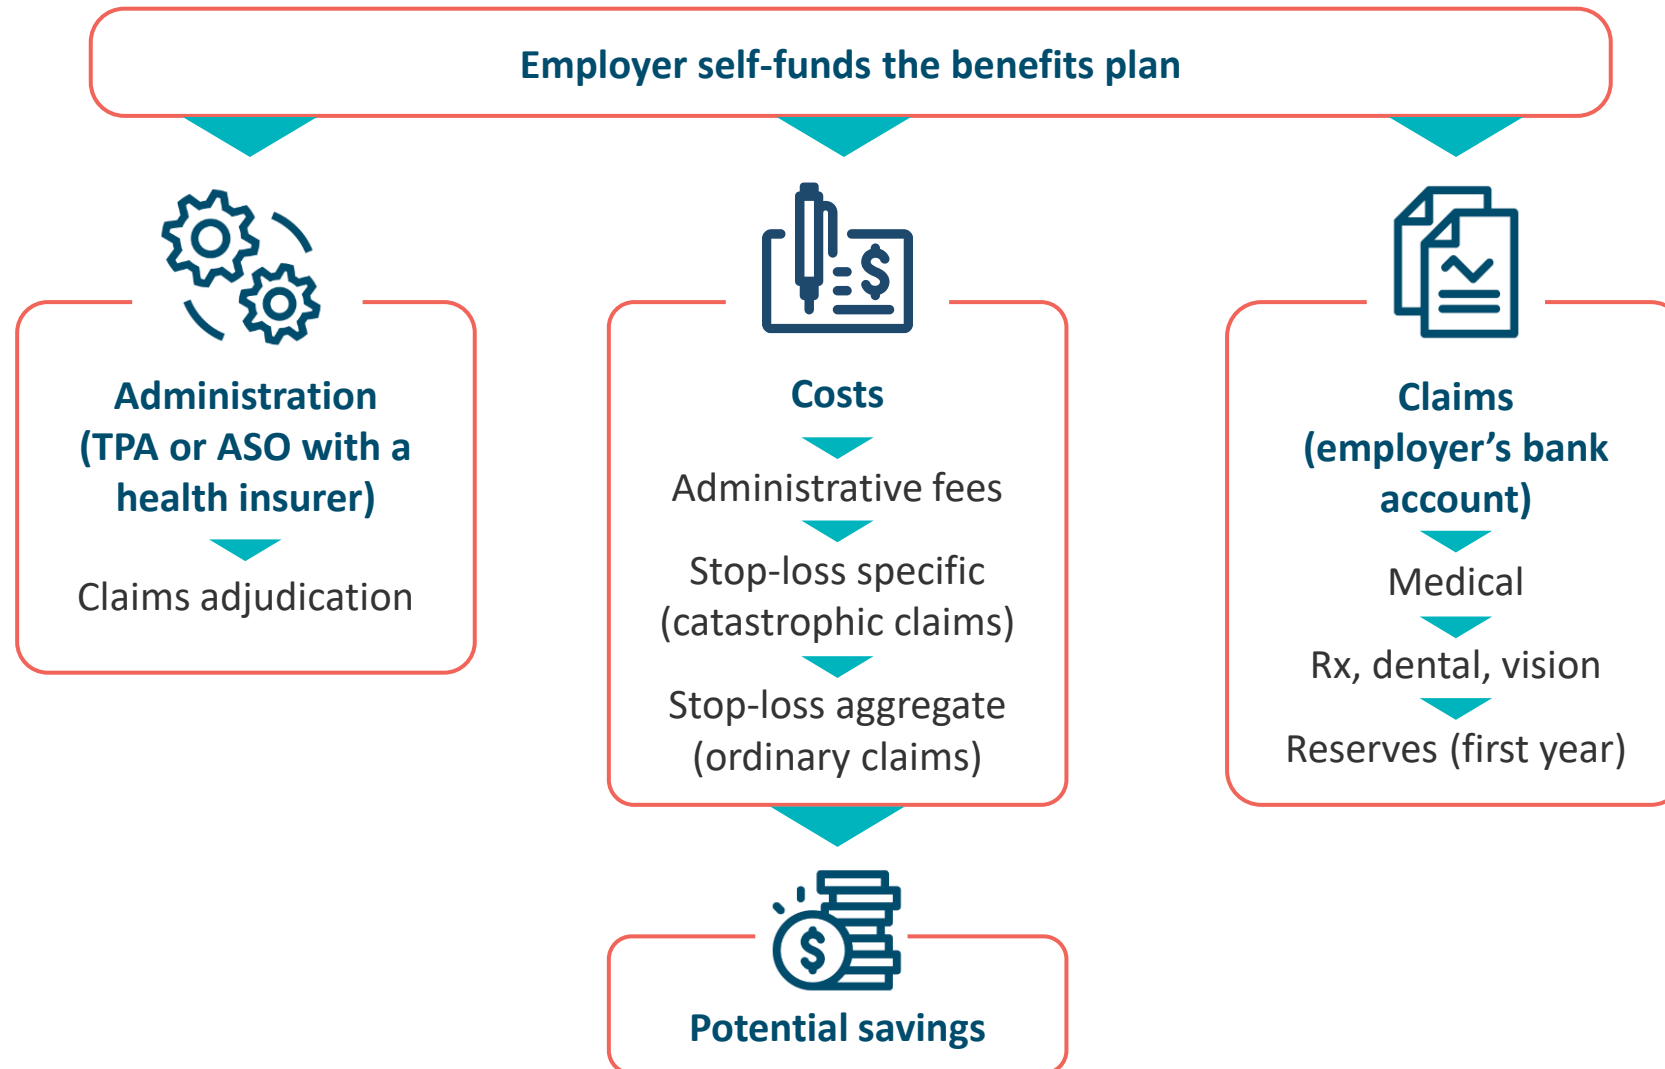 Employer self-funds the benefits plan
Administration
(TPA or ASO with a
health insurer)
Claims adjudication
$
Costs
Administrative fees
Stop-loss specific
(catastrophic claims)
Stop-loss aggregate
(ordinary claims)
Claims
(employer’s bank
account)
Medical
Rx, dental, vision
Reserves (first year)
$
Potential savings